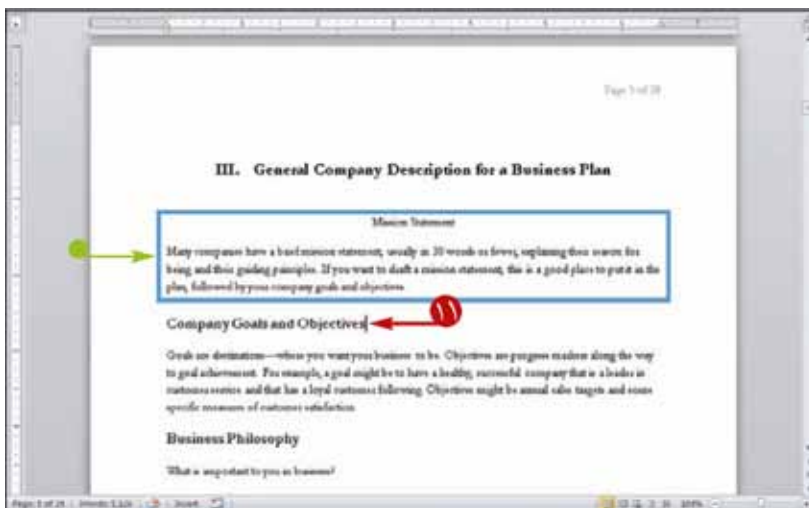 Page 5 of 28
III. General Company Description for a Business Plan
Mission Statement
Many companies have a brief mission statement, usually in 30 words or fewer, explaining their reason for
being and their guiding principles. If you want to draft a mission statement, this is a good place to put it in the
plan, followed by your company goals and objectives.
Company Goals and Objectives
Goals are destinations—where you want your business to be. Objectives are progress markers along the way
to goal achievement. For example, a goal might be to have a healthy, successful company that is a leader in
customer service and that has a loyal customer following. Objectives might be annual sales targets and some
specific measures of customer satisfaction.
Business Philosophy
What is important to you in business?
Insert